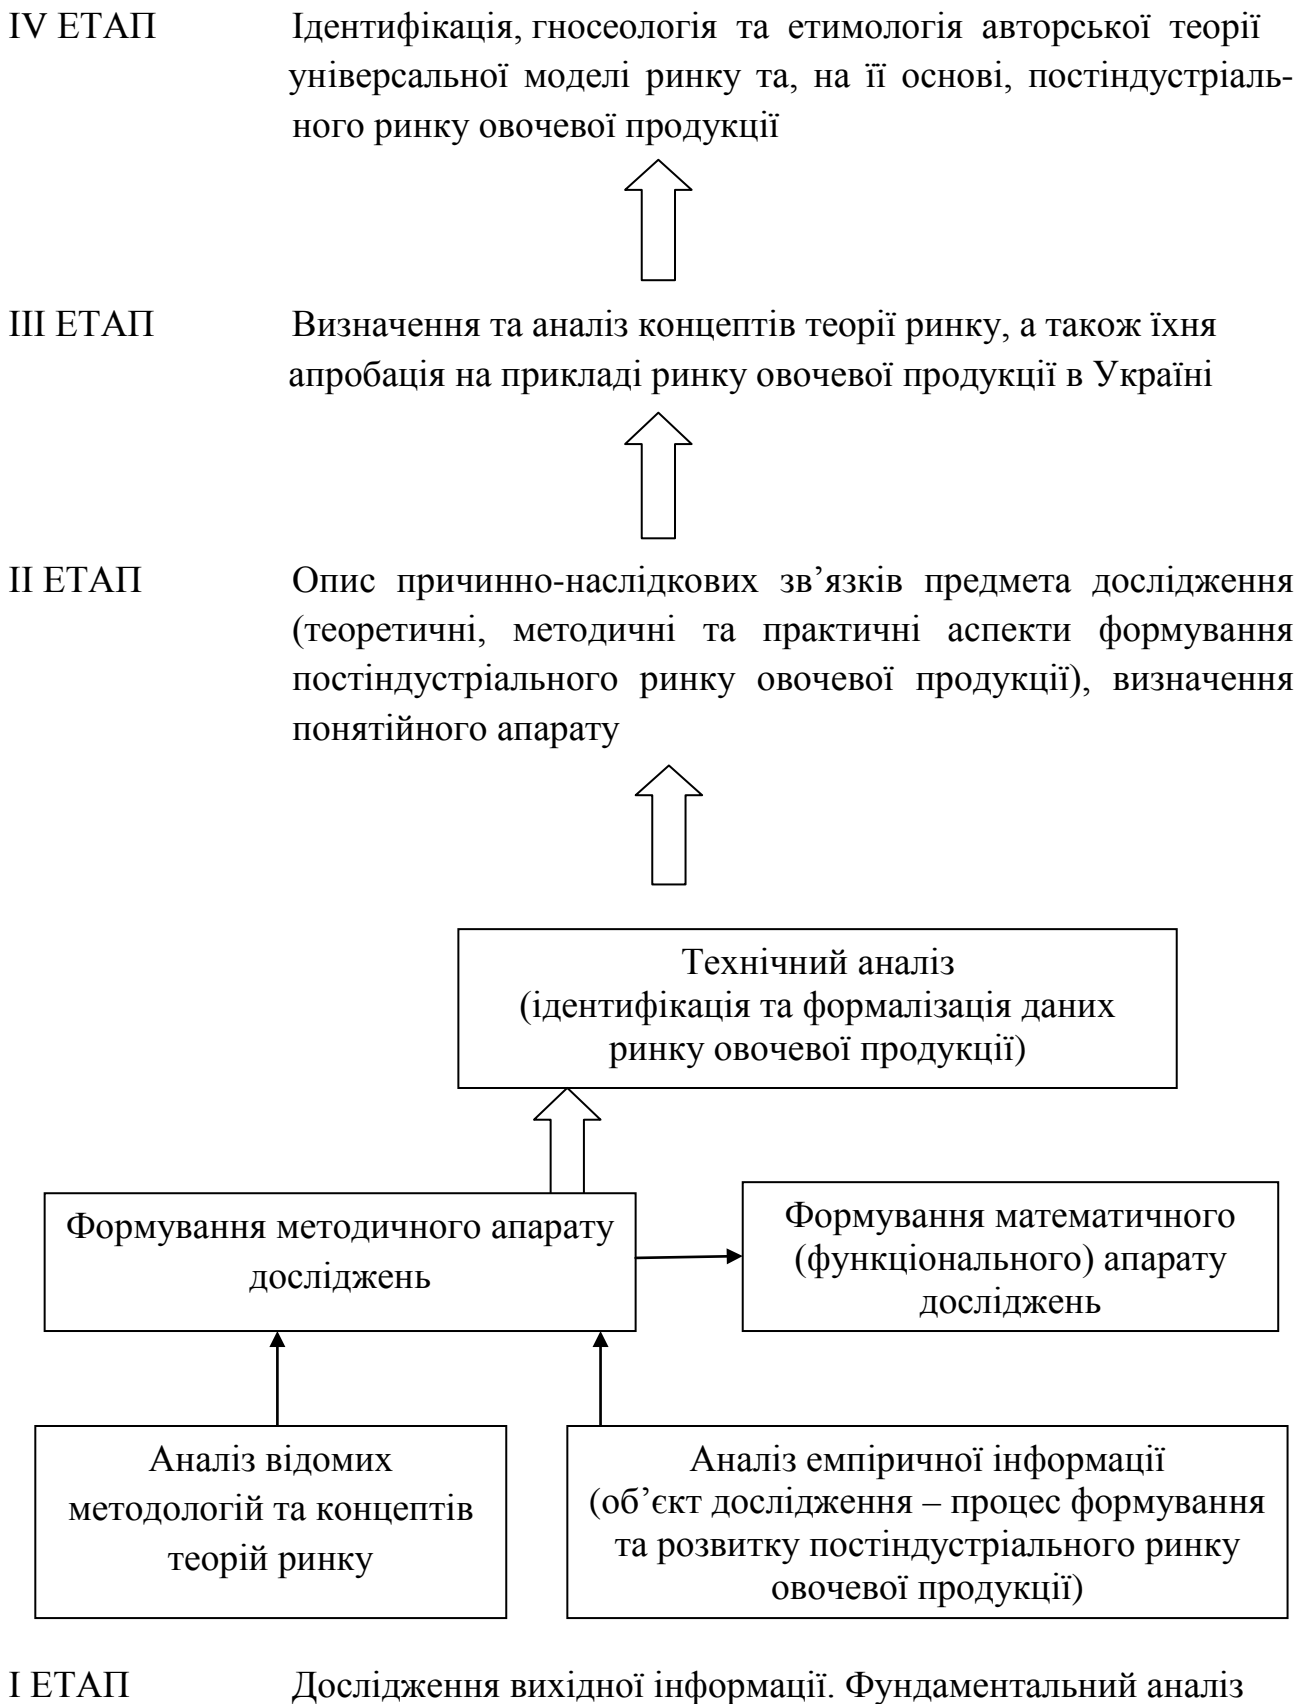 IV ЕТАП Ідентифікація, гносеологія та етимологія авторської теорії
універсальної моделі ринку та, на її основі, постіндустріаль-
ного ринку овочевої продукції
III ЕТАП Визначення та аналіз концептів теорії ринку, а також їхня
апробація на прикладі ринку овочевої продукції в Україні
II ЕТАП Опис причинно-наслідкових зв’язків предмета дослідження
(теоретичні, методичні та практичні аспекти формування
постіндустріального ринку овочевої продукції), визначення
понятійного апарату
Технічний аналіз
(ідентифікація та формалізація даних
ринку овочевої продукції)
Формування методичного апарату
досліджень
Формування математичного
(функціонального) апарату
досліджень
Аналіз відомих
методологій та концептів
теорій ринку
Аналіз емпіричної інформації
(об’єкт дослідження – процес формування
та розвитку постіндустріального ринку
овочевої продукції)
I ЕТАП Дослідження вихідної інформації. Фундаментальний аналіз